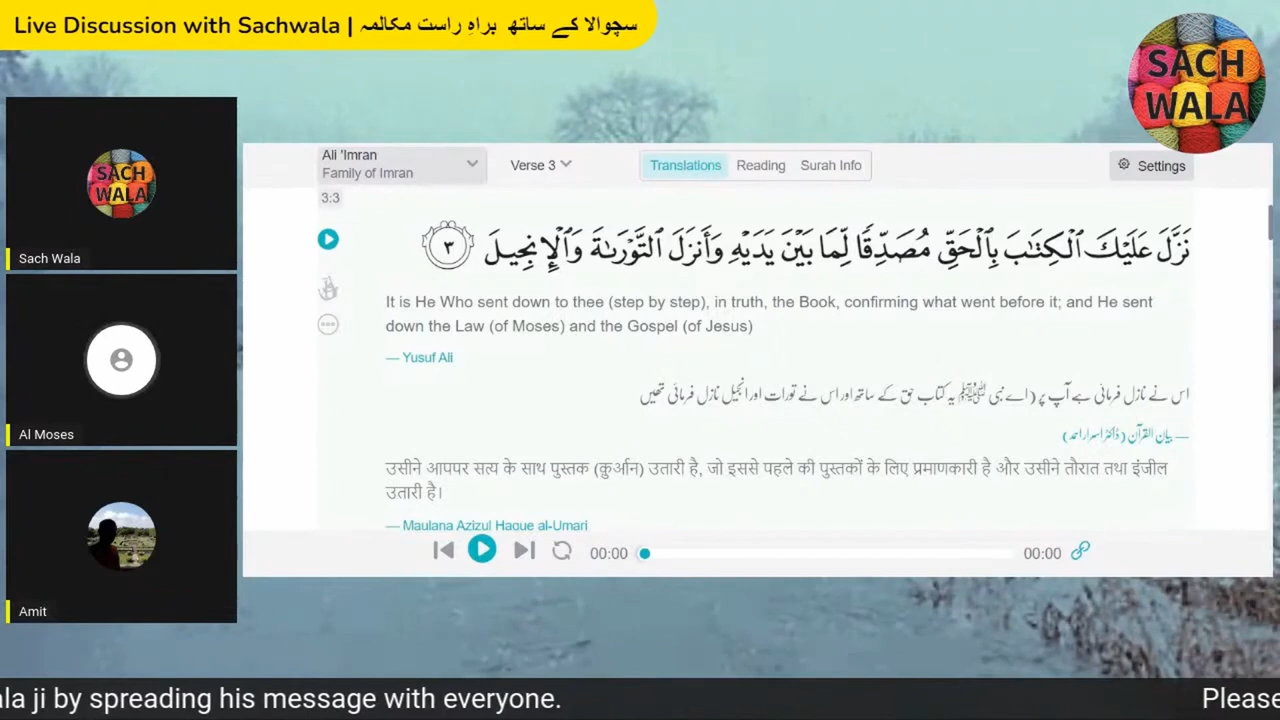 Live Discussion with Sachwala | سچوالا کے ساتھ براہِ راست مکالمہ
SACH
WALA
SACH
WALA
Sach Wala
Al Moses
Amit
Ali 'Imran
Family of Imran
Verse 3
Translations
Reading
Surah Info
Settings
3:3
نَزَّلَ عَلَيْكَ ٱلْكِتَـٰبَ بِٱلْحَقِّ مُصَدِّقًا لِّمَا بَيْنَ يَدَيْهِ وَأَنزَلَ ٱلتَّوْرَىٰةَ وَٱلْإِنجِيلَ ٣
It is He Who sent down to thee (step by step), in truth, the Book, confirming what went before it; and He sent
down the Law (of Moses) and the Gospel (of Jesus)
— Yusuf Ali
اس نے نازل فرمائی ہے آپ پر (اے نبی ﷺ یہ کتاب حق کے ساتھ اور اس نے تورات اور انجیل نازل فرمائی تھیں
— بیان القرآن (ڈاکٹر اسرار احمد)
उसीने आपपर सत्य के साथ पुस्तक (क़ुर्आन) उतारी है, जो इससे पहले की पुस्तकों के लिए प्रमाणकारी है और उसीने तौरात तथा इंजील
उतारी है।
— Maulana Azizul Haque al-Umari
00:00
00:00
ala ji by spreading his message with everyone.
Please